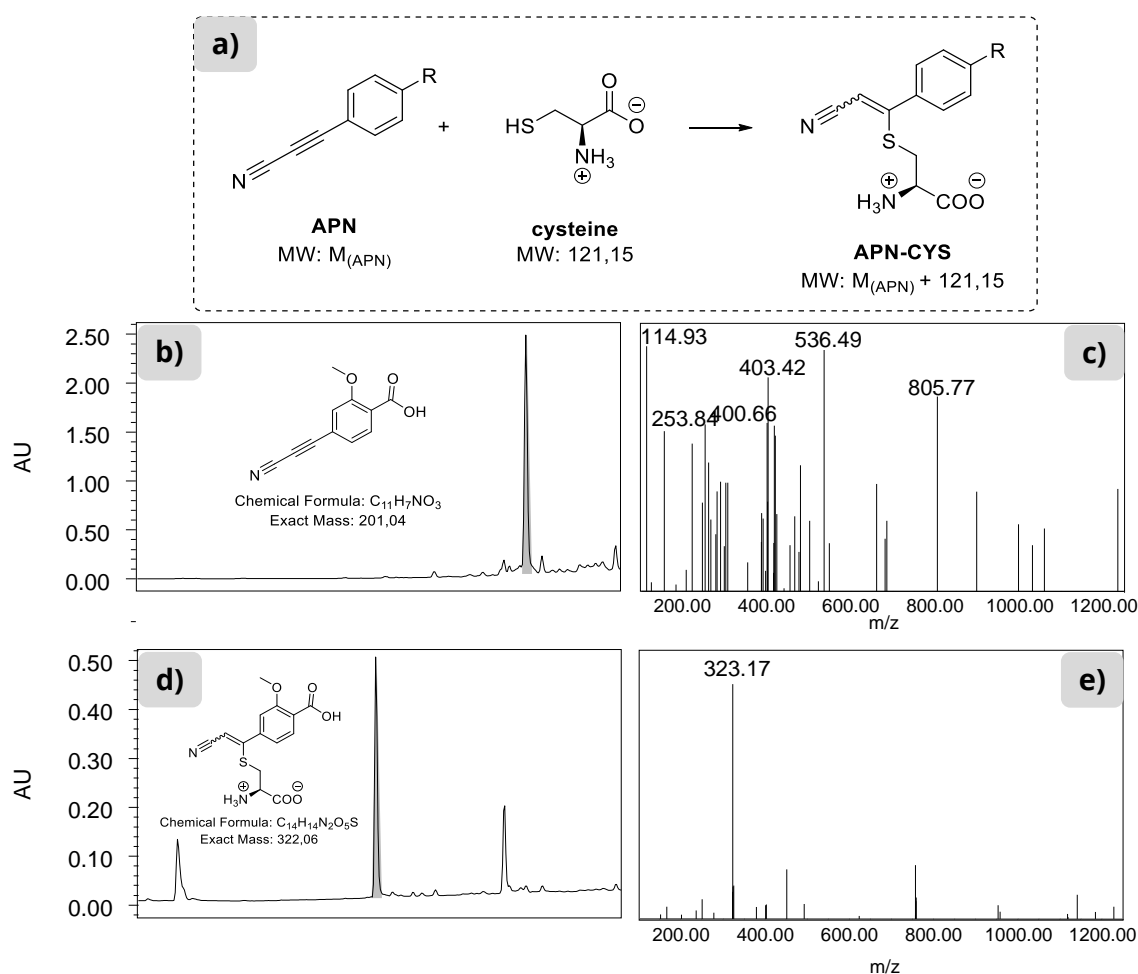 a)
R
N
APN
MW: M(APN)
+
HS
O
O
⊖
NH3
⊕
cysteine
MW: 121,15
R
N
S
⊕
⊖
H3N
COO
APN-CYS
MW: M(APN) + 121,15
b)
AU
2.50
2.00
1.50
1.00
0.50
0.00
O
O
OH
N
Chemical Formula: C11H7NO3
Exact Mass: 201,04
c)
114.93
536.49
403.42
805.77
253.84
400.66
200.00 400.00 600.00 800.00 1000.00 1200.00
m/z
d)
AU
0.50
0.40
0.30
0.20
0.10
0.00
O
O
OH
N
S
⊕
⊖
H3N
COO
Chemical Formula: C14H14N2O5S
Exact Mass: 322,06
e)
323.17
200.00 400.00 600.00 800.00 1000.00 1200.00
m/z